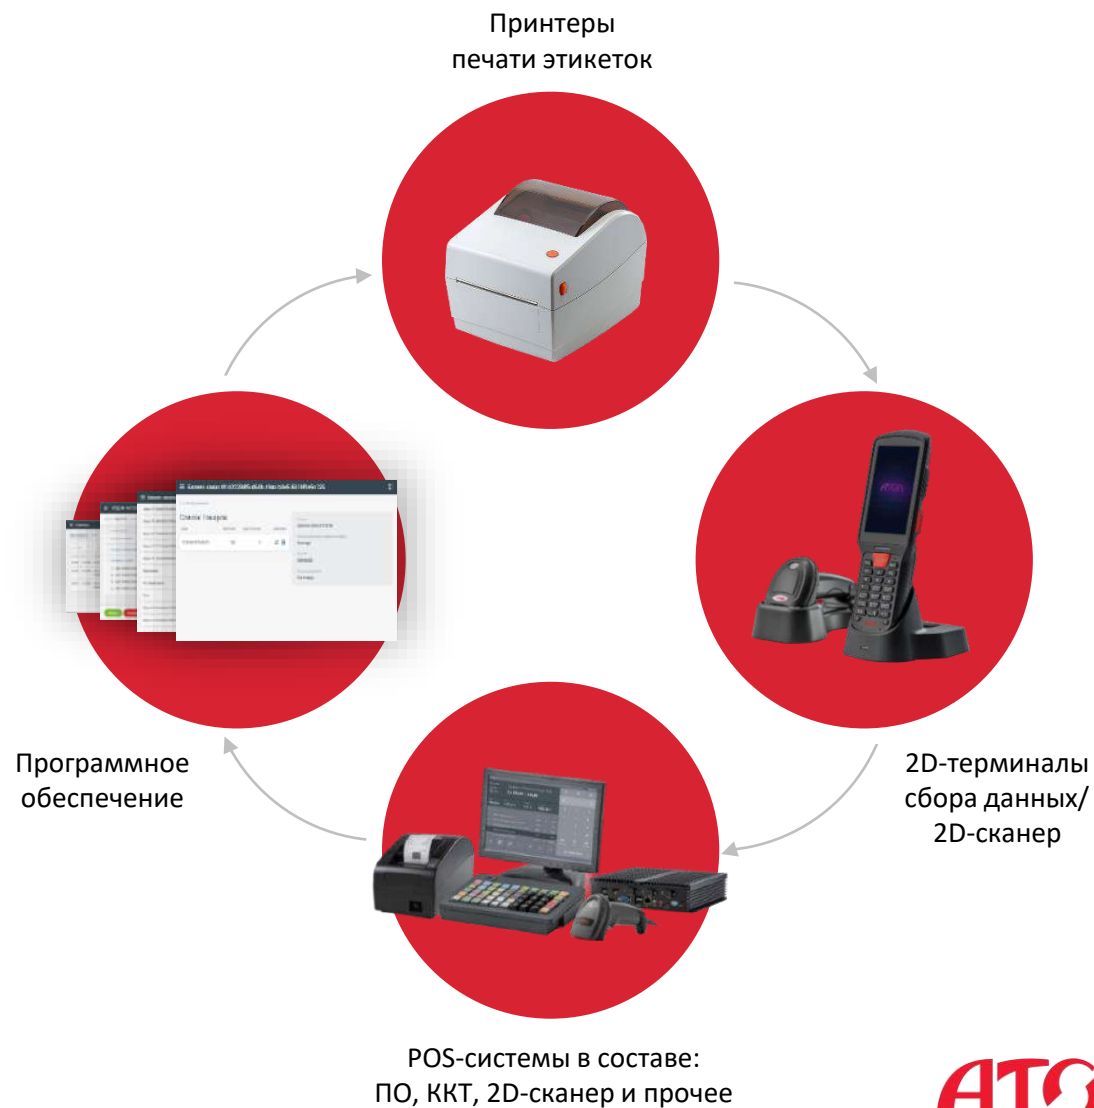 Принтеры
печати этикеток
Программное
обеспечение
2D-терминалы
сбора данных/
2D-сканер
POS-системы в составе:
ПО, ККТ, 2D-сканер и прочее